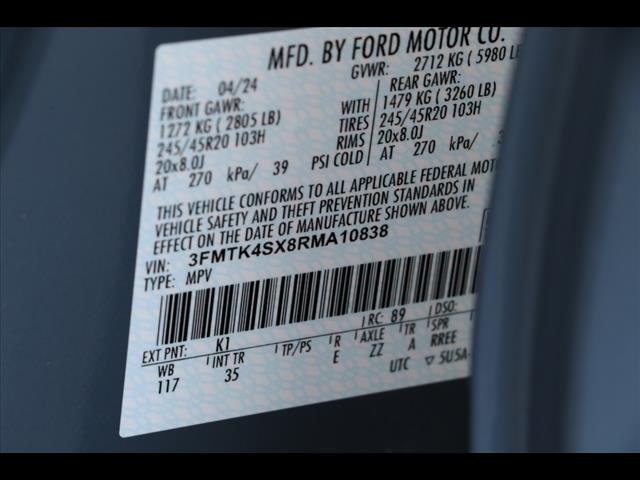 MFD. BY FORD MOTOR CO.
DATE: 04/24 GVWR: 2712 KG ( 5980 L
FRONT GAWR: REAR GAWR:
1272 KG ( 2805 LB) WITH 1479 KG ( 3260 LB)
245/45R20 103H TIRES 245/45R20 103H
20x8.0J RIMS 20x8.0J
AT 270 kPa/ 39 PSI COLD AT 270 kPa/
THIS VEHICLE CONFORMS TO ALL APPLICABLE FEDERAL MOT
VEHICLE SAFETY AND THEFT PREVENTION STANDARDS IN
EFFECT ON THE DATE OF MANUFACTURE SHOWN ABOVE.
VIN: 3FMTK4SX8RMA10838
TYPE: MPV
EXT PNT: K1 RC: 89 DSO:
WB INT TR TP/PS R AXLE TR SPR
117 35 E ZZ A RREE
UTC ▽ 5U5A-